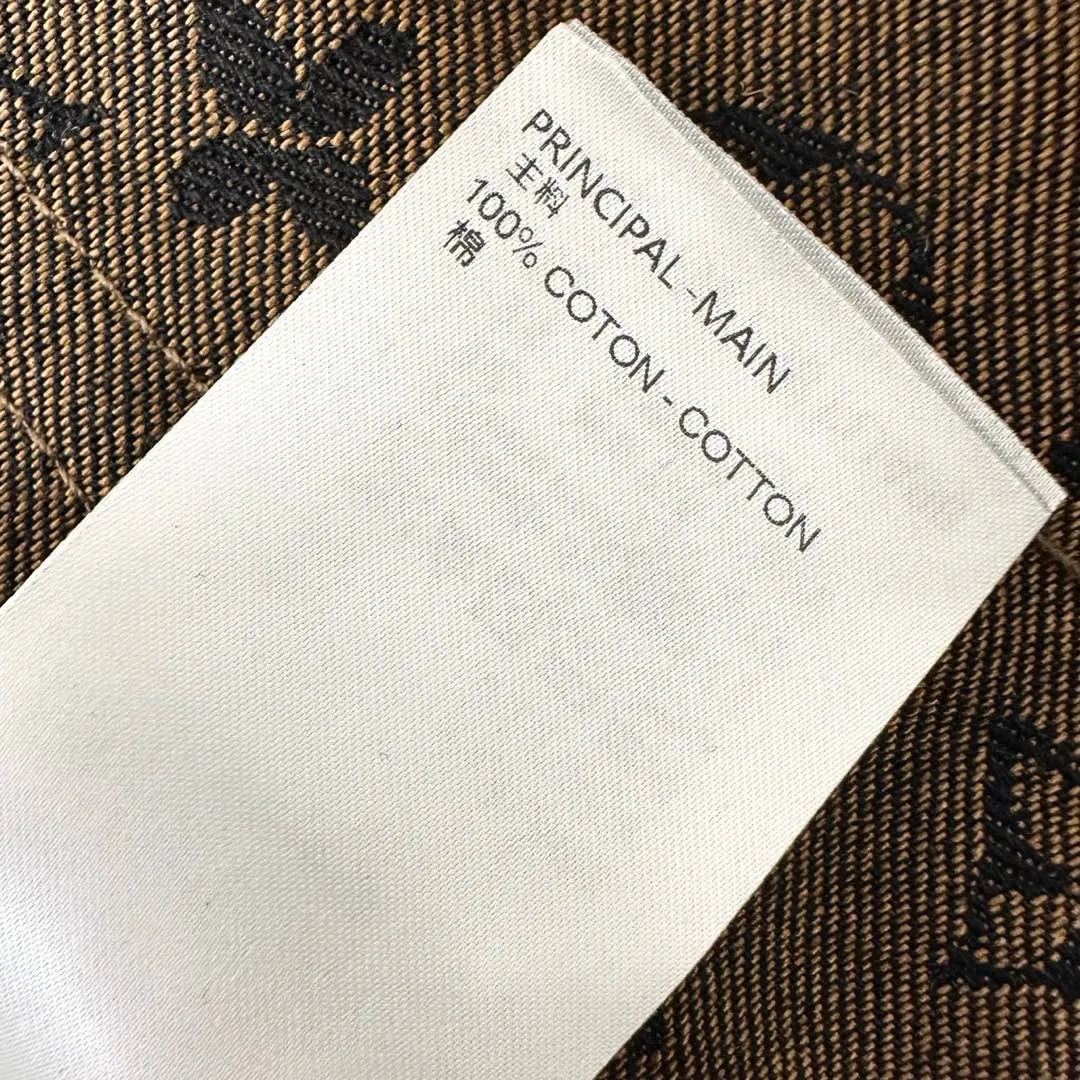 PRINCIPAL - MAIN
主料
100% COTON - COTTON
棉